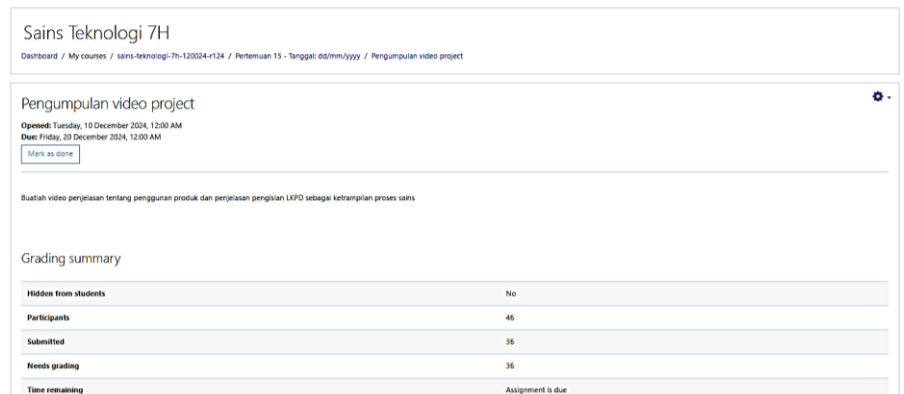 Sains Teknologi 7H
Dashboard / My courses / sains-teknologi-7h-120024-r124 / Pertemuan 15 - Tanggal: dd/mm/yyyy / Pengumpulan video project
Pengumpulan video project
Opened: Tuesday, 10 December 2024, 12:00 AM
Due: Friday, 20 December 2024, 12:00 AM
Mark as done
Buatlah video penjelasan tentang penggunan produk dan penjelasan pengisian LKPD sebagai ketrampilan proses sains
Grading summary
Hidden from students No
Participants 46
Submitted 36
Needs grading 36
Time remaining Assignment is due